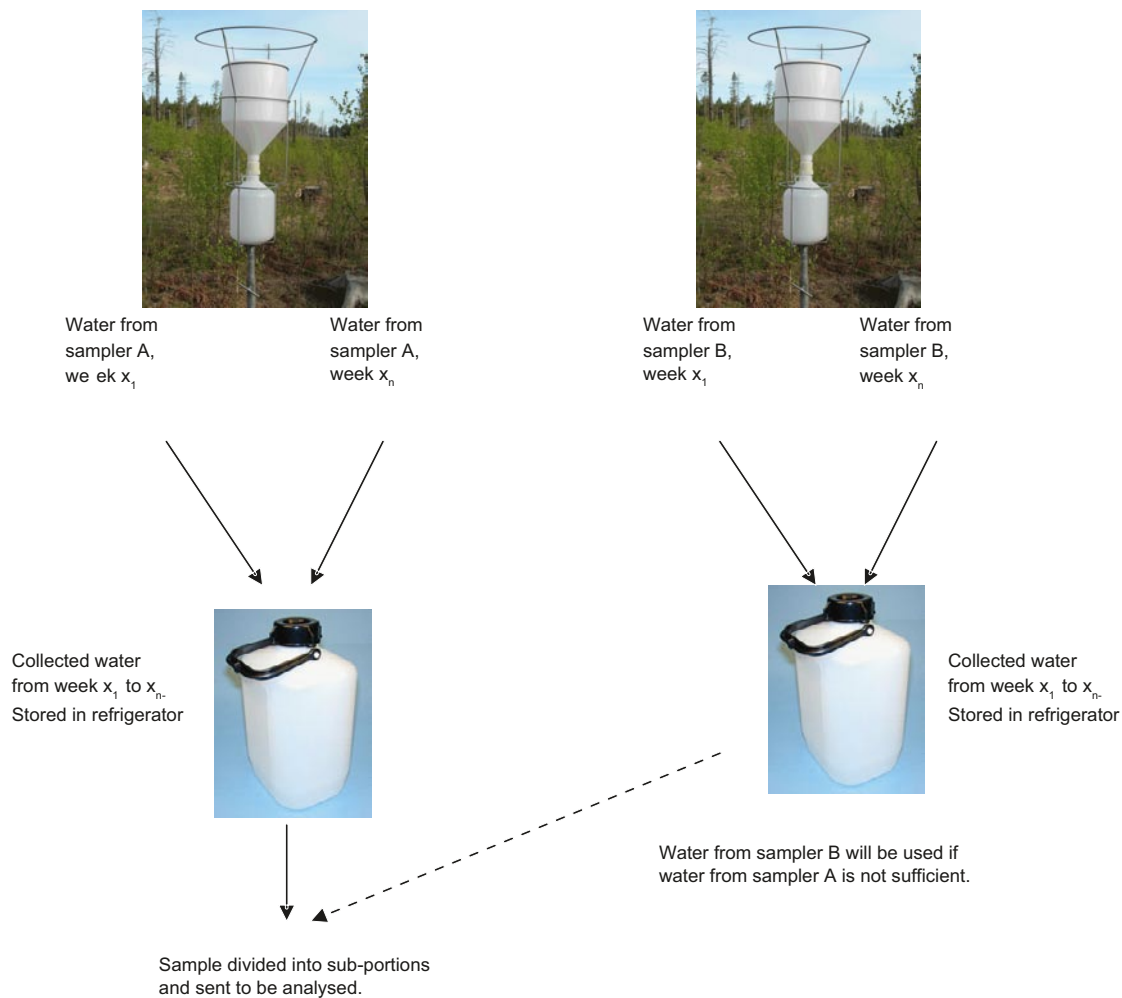 Water from
sampler A,
we ek x₁
Water from
sampler A,
week xₙ
Water from
sampler B,
week x₁
Water from
sampler B,
week xₙ
Collected water
from week x₁ to xₙ₋
Stored in refrigerator
Collected water
from week x₁ to xₙ₋
Stored in refrigerator
Water from sampler B will be used if
water from sampler A is not sufficient.
Sample divided into sub-portions
and sent to be analysed.